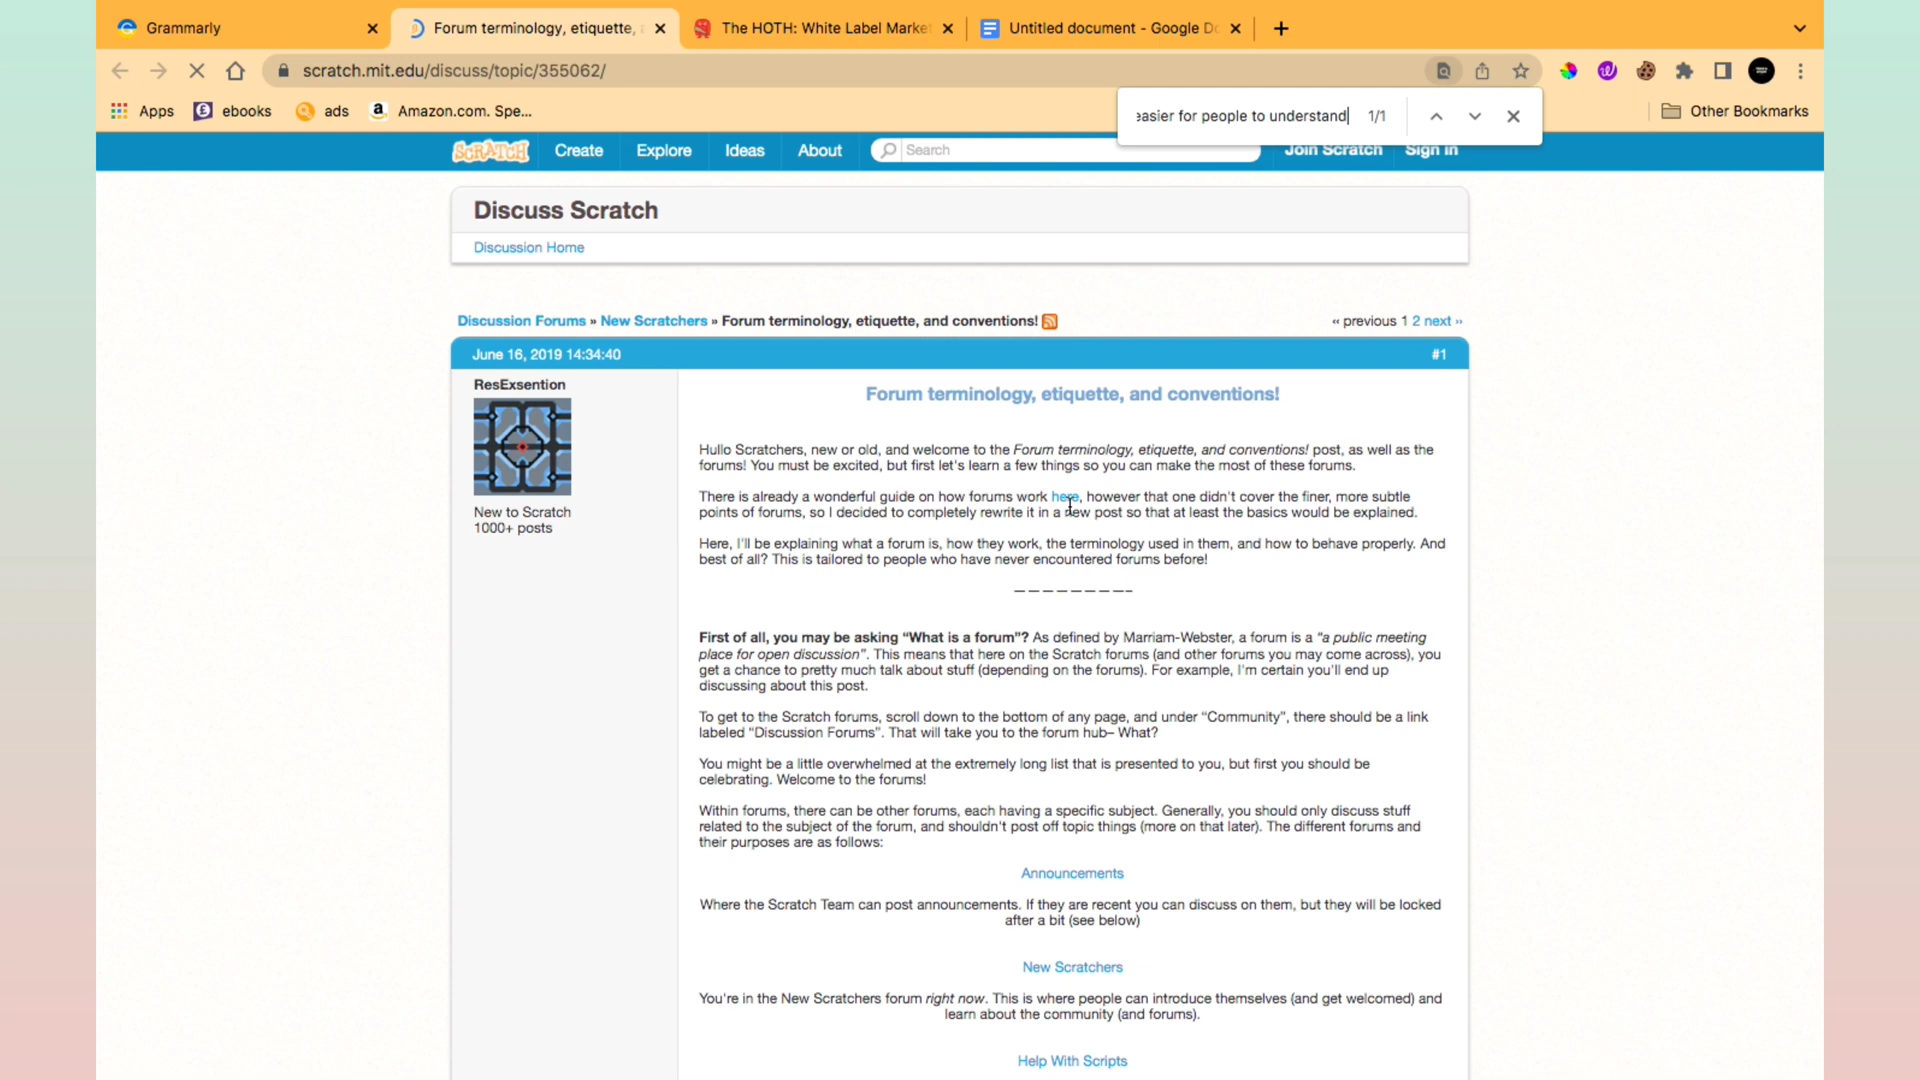 Grammarly
Forum terminology, etiquette,
The HOTH: White Label Marke
Untitled document - Google Do
scratch.mit.edu/discuss/topic/355062/
Apps
ebooks
ads
a Amazon.com. Spe...
easier for people to understand 1/1
Other Bookmarks
SCRATCH
Create
Explore
Ideas
About
Search
Join Scratch
Sign in
Discuss Scratch
Discussion Home
Discussion Forums » New Scratchers » Forum terminology, etiquette, and conventions!
‹‹ previous 1 2 next ››
June 16, 2019 14:34:40
#1
ResExsention
New to Scratch
1000+ posts
Forum terminology, etiquette, and conventions!
Hullo Scratchers, new or old, and welcome to the Forum terminology, etiquette, and conventions! post, as well as the
forums! You must be excited, but first let's learn a few things so you can make the most of these forums.
There is already a wonderful guide on how forums work here, however that one didn't cover the finer, more subtle
points of forums, so I decided to completely rewrite it in a new post so that at least the basics would be explained.
Here, I'll be explaining what a forum is, how they work, the terminology used in them, and how to behave properly. And
best of all? This is tailored to people who have never encountered forums before!
– – – – – – – – –
First of all, you may be asking “What is a forum”? As defined by Marriam-Webster, a forum is a “a public meeting
place for open discussion”. This means that here on the Scratch forums (and other forums you may come across), you
get a chance to pretty much talk about stuff (depending on the forums). For example, I'm certain you'll end up
discussing about this post.
To get to the Scratch forums, scroll down to the bottom of any page, and under “Community”, there should be a link
labeled “Discussion Forums”. That will take you to the forum hub– What?
You might be a little overwhelmed at the extremely long list that is presented to you, but first you should be
celebrating. Welcome to the forums!
Within forums, there can be other forums, each having a specific subject. Generally, you should only discuss stuff
related to the subject of the forum, and shouldn't post off topic things (more on that later). The different forums and
their purposes are as follows:
Announcements
Where the Scratch Team can post announcements. If they are recent you can discuss on them, but they will be locked
after a bit (see below)
New Scratchers
You're in the New Scratchers forum right now. This is where people can introduce themselves (and get welcomed) and
learn about the community (and forums).
Help With Scripts